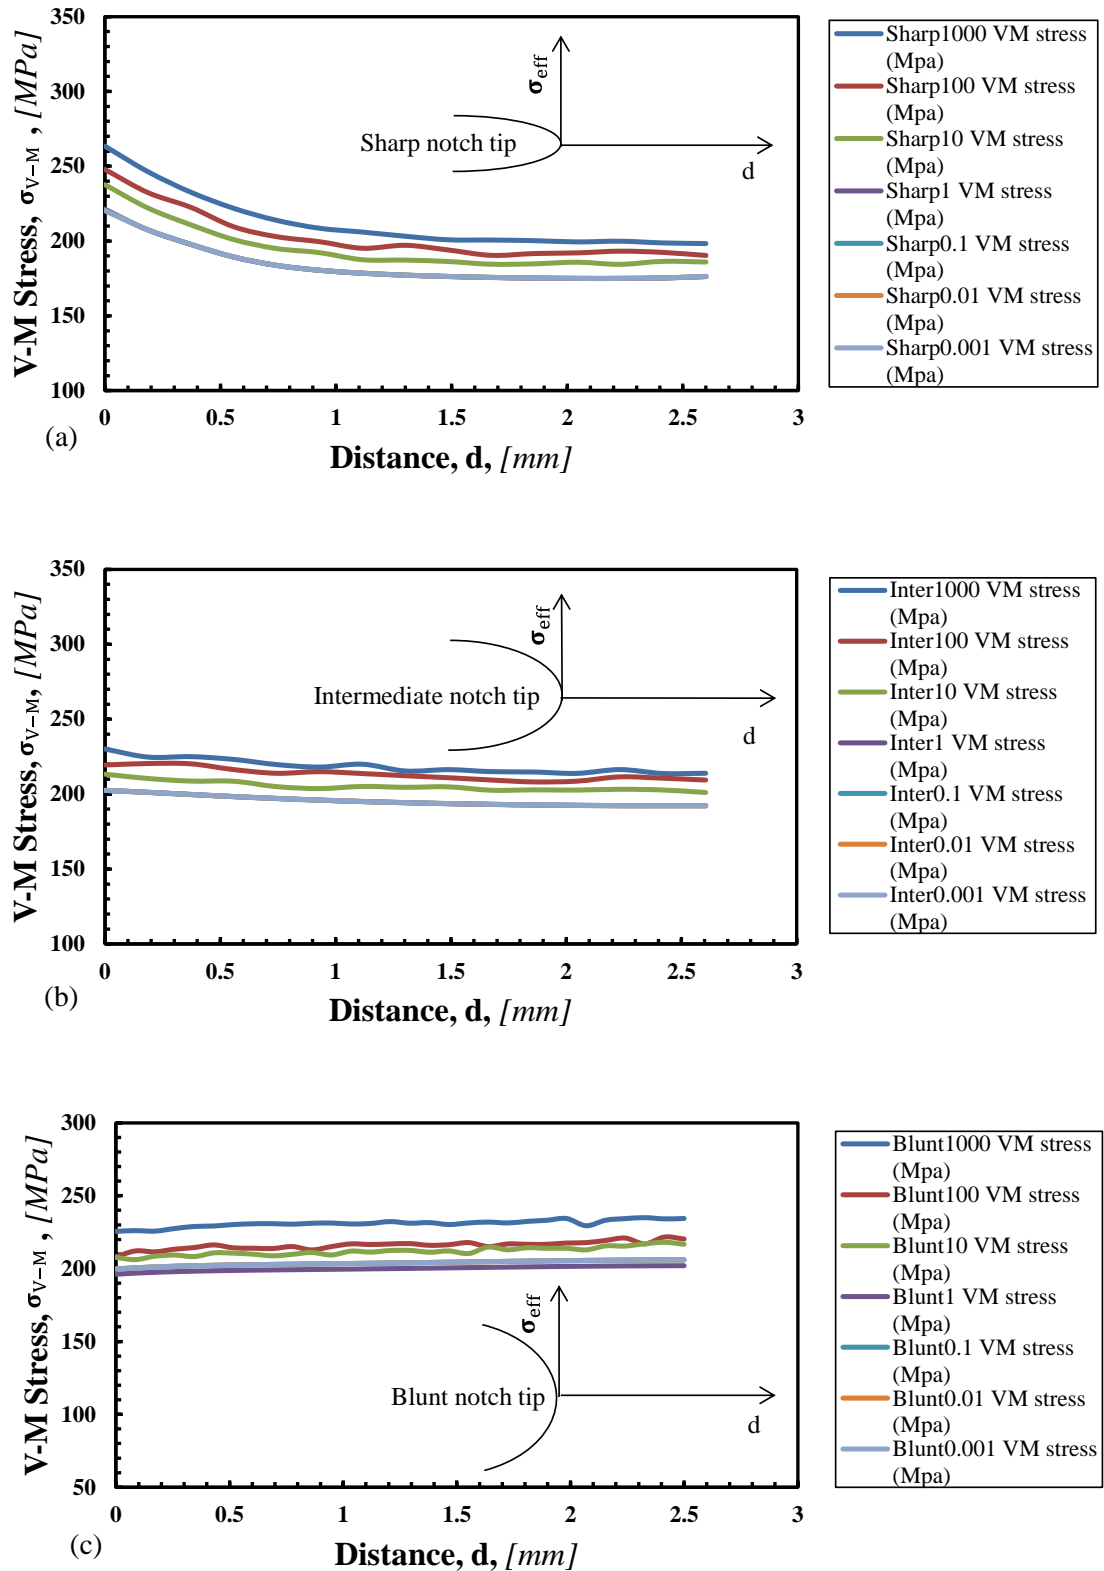 350
300
250
200
150
100
V-M Stress, σV−M , [MPa]
σeff
Sharp notch tip
d
0 0.5 1 1.5 2 2.5 3
(a)
Distance, d, [mm]
Sharp1000 VM stress
(Mpa)
Sharp100 VM stress
(Mpa)
Sharp10 VM stress
(Mpa)
Sharp1 VM stress
(Mpa)
Sharp0.1 VM stress
(Mpa)
Sharp0.01 VM stress
(Mpa)
Sharp0.001 VM stress
(Mpa)
350
300
250
200
150
100
V-M Stress, σV−M, [MPa]
σeff
Intermediate notch tip
d
0 0.5 1 1.5 2 2.5 3
(b)
Distance, d, [mm]
Inter1000 VM stress
(Mpa)
Inter100 VM stress
(Mpa)
Inter10 VM stress
(Mpa)
Inter1 VM stress
(Mpa)
Inter0.1 VM stress
(Mpa)
Inter0.01 VM stress
(Mpa)
Inter0.001 VM stress
(Mpa)
300
250
200
150
100
50
V-M Stress, σV−M , [MPa]
σeff
Blunt notch tip
d
0 0.5 1 1.5 2 2.5 3
(c)
Distance, d, [mm]
Blunt1000 VM stress
(Mpa)
Blunt100 VM stress
(Mpa)
Blunt10 VM stress
(Mpa)
Blunt1 VM stress
(Mpa)
Blunt0.1 VM stress
(Mpa)
Blunt0.01 VM stress
(Mpa)
Blunt0.001 VM stress
(Mpa)